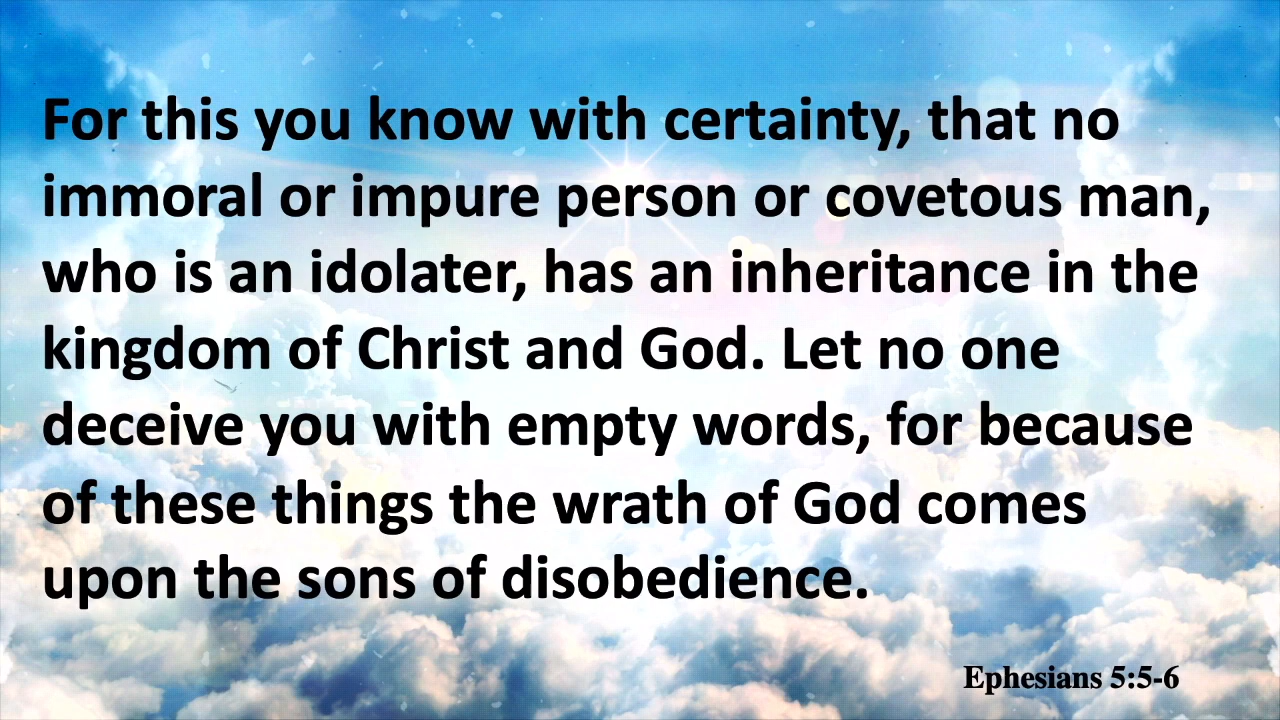 For this you know with certainty, that no
immoral or impure person or covetous man,
who is an idolater, has an inheritance in the
kingdom of Christ and God. Let no one
deceive you with empty words, for because
of these things the wrath of God comes
upon the sons of disobedience.
Ephesians 5:5-6